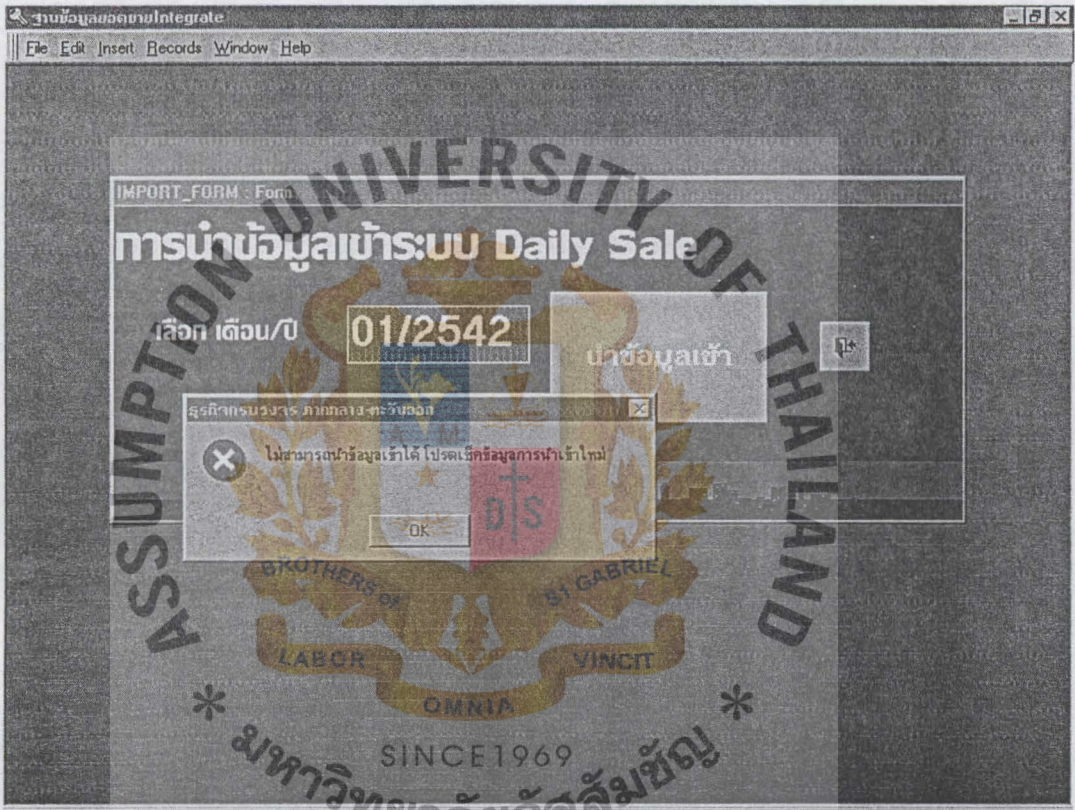 ฐานข้อมูลยอดขายIntegrate
File Edit Insert Records Window Help
IMPORT_FORM : Form
การนำข้อมูลเข้าระบบ Daily Sale
เลือก เดือน/ปี 01/2542 นำข้อมูลเข้า
ธุรกิจครบวงจร ภาคกลาง-ตะวันออก
ไม่สามารถนำข้อมูลเข้าได้ โปรดเช็คข้อมูลการนำเข้าใหม่
OK
ASSUMPTION UNIVERSITY OF THAILAND
A M
D S
BROTHERS of ST GABRIEL
LABOR OMNIA VINCIT
SINCE1969
* มหาวิทยาลัยอัสสัมชัญ *